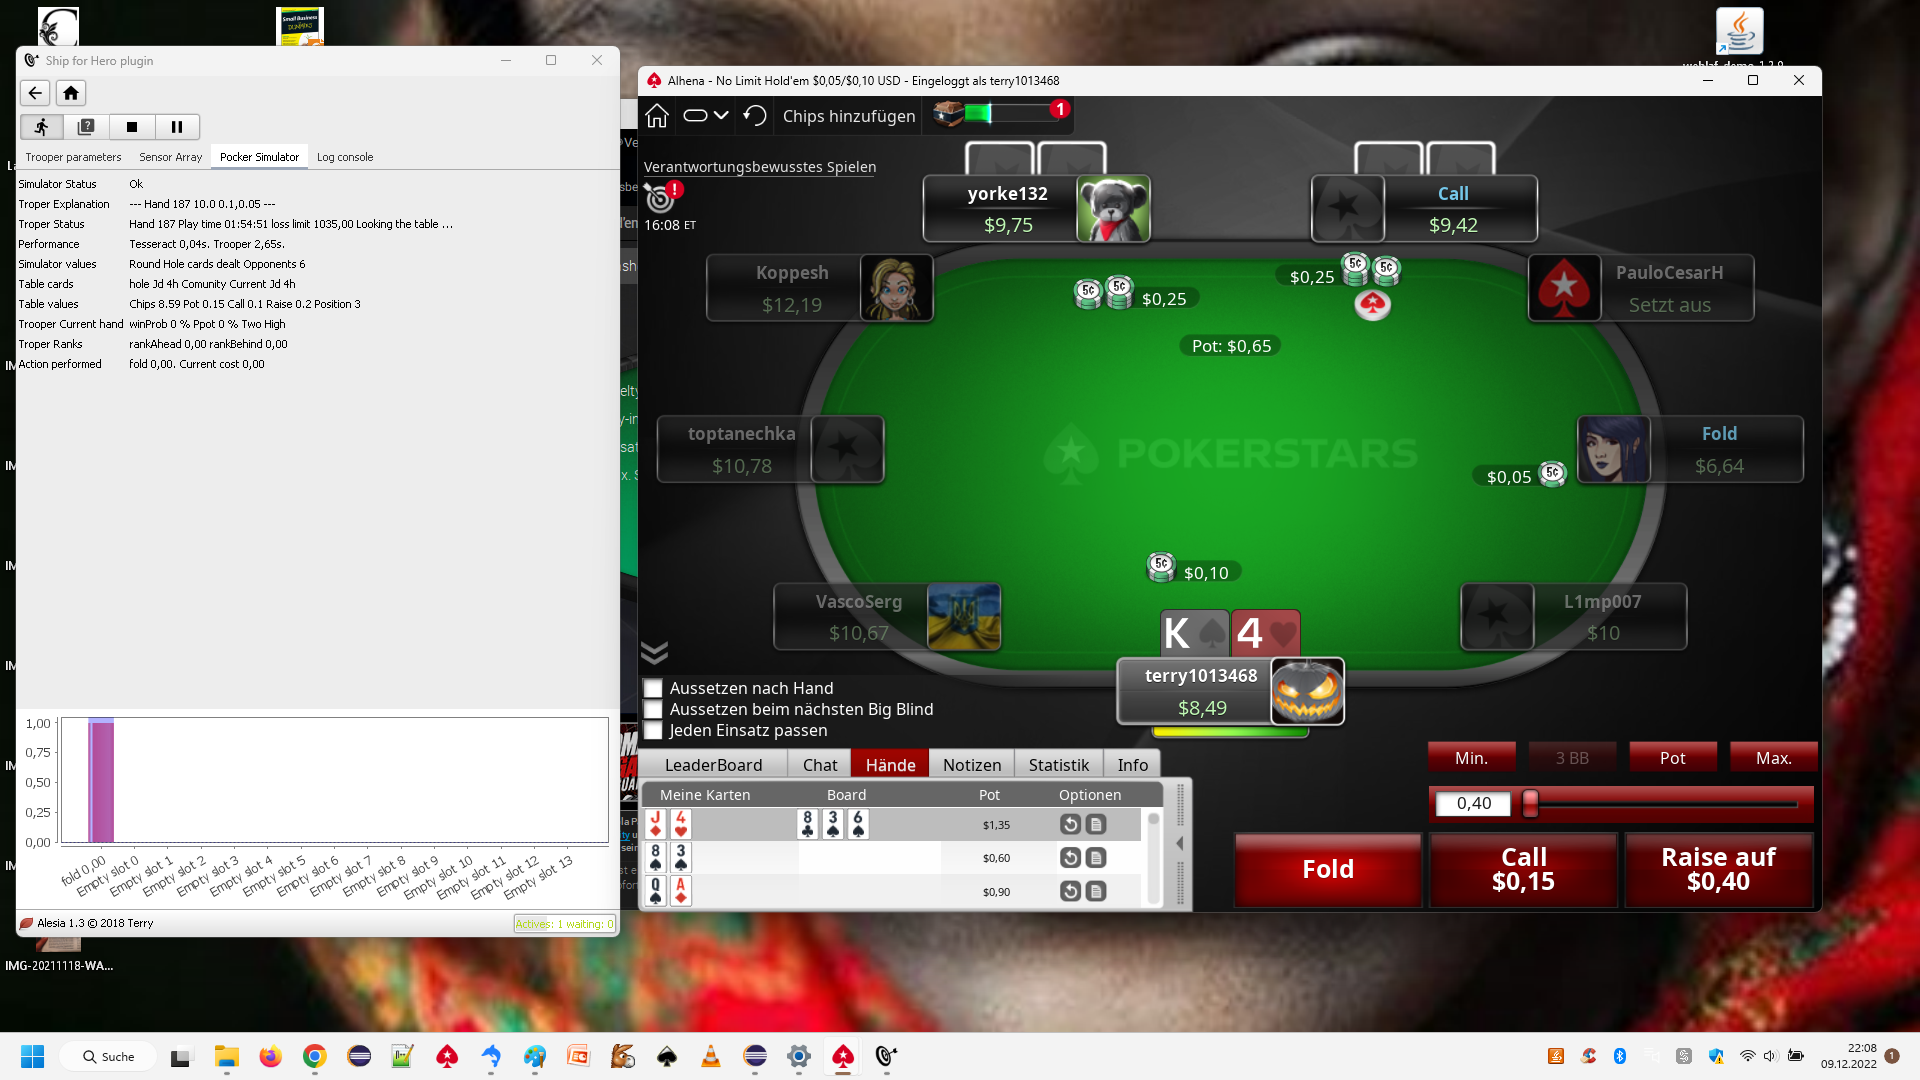 Small Business
DUMMIES
Ship for Hero plugin
Trooper parameters
Sensor Array
Pocker Simulator
Log console
Simulator Status Ok
Troper Explanation --- Hand 187 10.0 0.1,0.05 ---
Troper Status Hand 187 Play time 01:54:51 loss limit 1035,00 Looking the table ...
Performance Tesseract 0,04s. Trooper 2,65s.
Simulator values Round Hole cards dealt Opponents 6
Table cards hole Jd 4h Comunity Current Jd 4h
Table values Chips 8.59 Pot 0.15 Call 0.1 Raise 0.2 Position 3
Trooper Current hand winProb 0 % Ppot 0 % Two High
Troper Ranks rankAhead 0,00 rankBehind 0,00
Action performed fold 0,00. Current cost 0,00
1,00
0,75
0,50
0,25
0,00
fold 0,00
Empty slot 0
Empty slot 1
Empty slot 2
Empty slot 3
Empty slot 4
Empty slot 5
Empty slot 6
Empty slot 7
Empty slot 8
Empty slot 9
Empty slot 10
Empty slot 11
Empty slot 12
Empty slot 13
Alesia 1.3 © 2018 Terry
Actives: 1 waiting: 0
IMG-20211118-WA...
Alhena - No Limit Hold'em $0,05/$0,10 USD - Eingeloggt als terry1013468
Chips hinzufügen
1
Verantwortungsbewusstes Spielen
!
16:08 ET
yorke132
$9,75
Call
$9,42
Koppesh
$12,19
PauloCesarH
Setzt aus
5¢ 5¢ $0,25
$0,25 5¢ 5¢
Pot: $0,65
toptanechka
$10,78
POKERSTARS
Fold
$6,64
$0,05 5¢
5¢ $0,10
VascoSerg
$10,67
L1mp007
$10
K 4
terry1013468
$8,49
Aussetzen nach Hand
Aussetzen beim nächsten Big Blind
Jeden Einsatz passen
LeaderBoard Chat Hände Notizen Statistik Info
Meine Karten Board Pot Optionen
J 4 8 3 6 $1,35
8 3 $0,60
Q A $0,90
Min. 3 BB Pot Max.
0,40
Fold
Call
$0,15
Raise auf
$0,40
Suche
22:08
09.12.2022
1